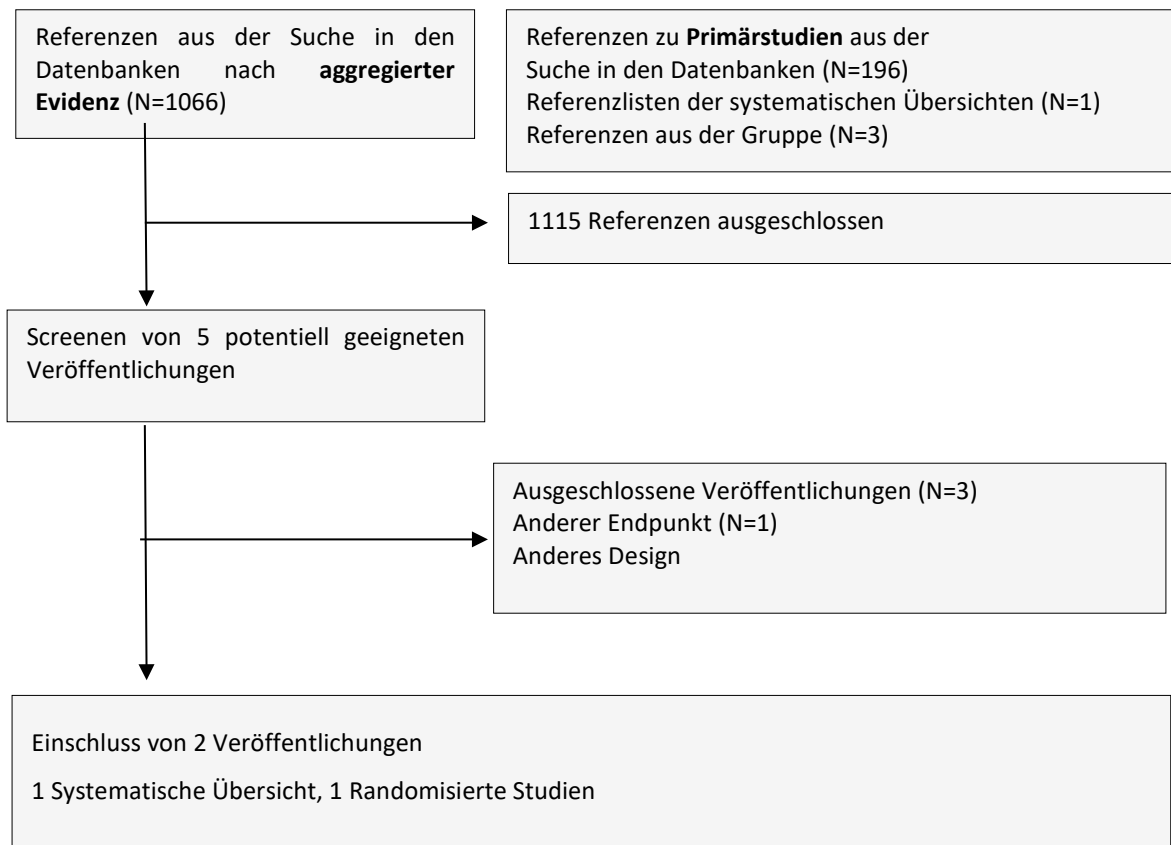 Referenzen aus der Suche in den
Datenbanken nach aggregierter
Evidenz (N=1066)
Referenzen zu Primärstudien aus der
Suche in den Datenbanken (N=196)
Referenzlisten der systematischen Übersichten (N=1)
Referenzen aus der Gruppe (N=3)
1115 Referenzen ausgeschlossen
Screenen von 5 potentiell geeigneten
Veröffentlichungen
Ausgeschlossene Veröffentlichungen (N=3)
Anderer Endpunkt (N=1)
Anderes Design
Einschluss von 2 Veröffentlichungen
1 Systematische Übersicht, 1 Randomisierte Studien